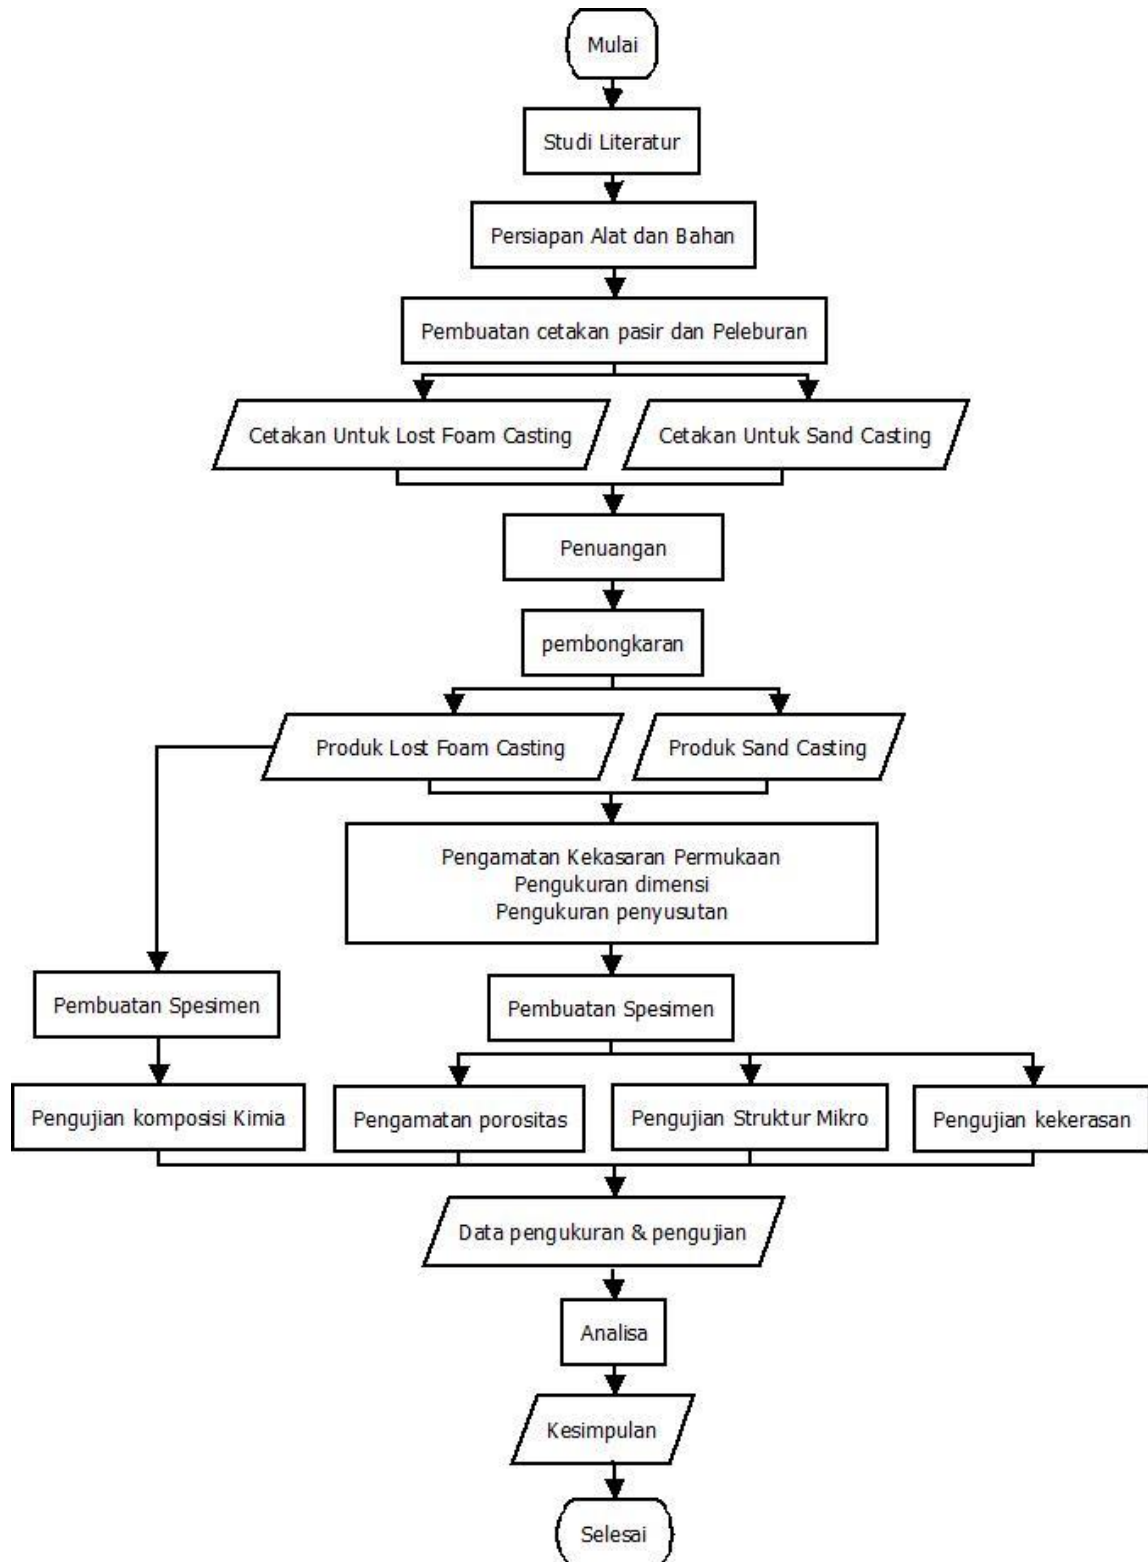 Mulai
Studi Literatur
Persiapan Alat dan Bahan
Pembuatan cetakan pasir dan Peleburan
Cetakan Untuk Lost Foam Casting
Cetakan Untuk Sand Casting
Penuangan
pembongkaran
Produk Lost Foam Casting
Produk Sand Casting
Pengamatan Kekasaran Permukaan
Pengukuran dimensi
Pengukuran penyusutan
Pembuatan Spesimen
Pembuatan Spesimen
Pengujian komposisi Kimia
Pengamatan porositas
Pengujian Struktur Mikro
Pengujian kekerasan
Data pengukuran & pengujian
Analisa
Kesimpulan
Selesai